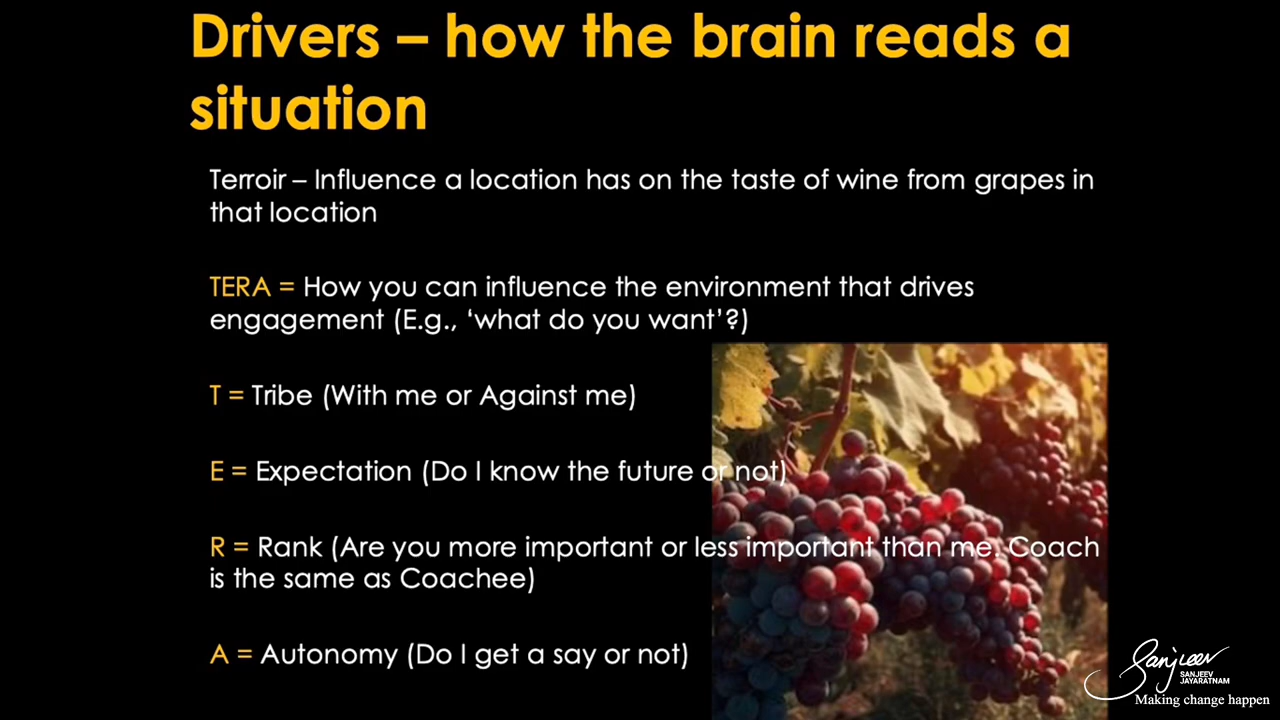 Drivers – how the brain reads a
situation
Terroir – Influence a location has on the taste of wine from grapes in
that location
TERA = How you can influence the environment that drives
engagement (E.g., ‘what do you want’?)
T = Tribe (With me or Against me)
E = Expectation (Do I know the future or not)
R = Rank (Are you more important or less important than me. Coach
is the same as Coachee)
A = Autonomy (Do I get a say or not)
Sanjeev
SANJEEV
JAYARATNAM
Making change happen